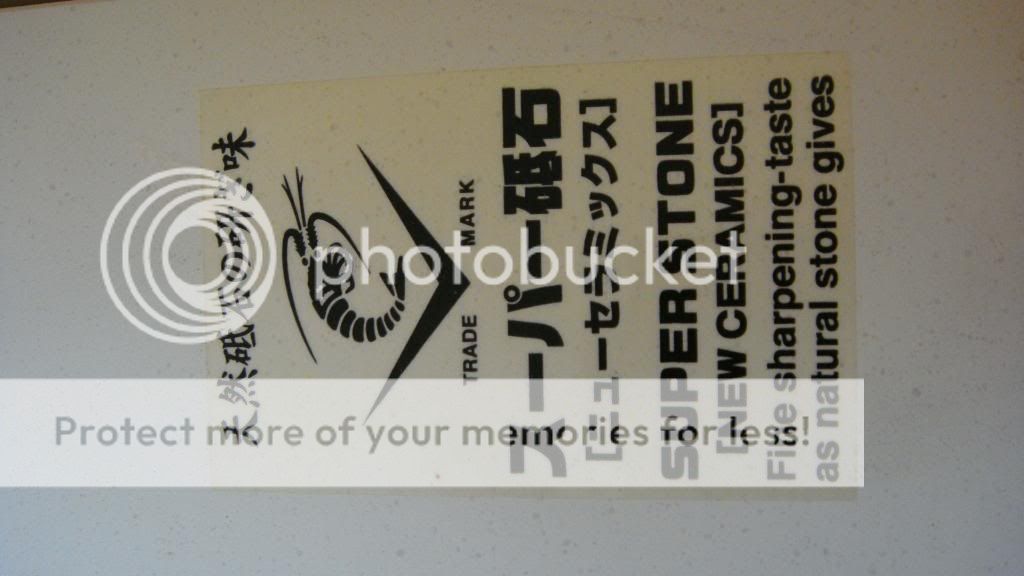 天然砥石の研ぎ味
TRADE MARK
スーパー砥石
[ニューセラミックス]
SUPER STONE
[NEW CERAMICS]
File sharpening-taste
as natural stone gives
photobucket
Protect more of your memories for less!